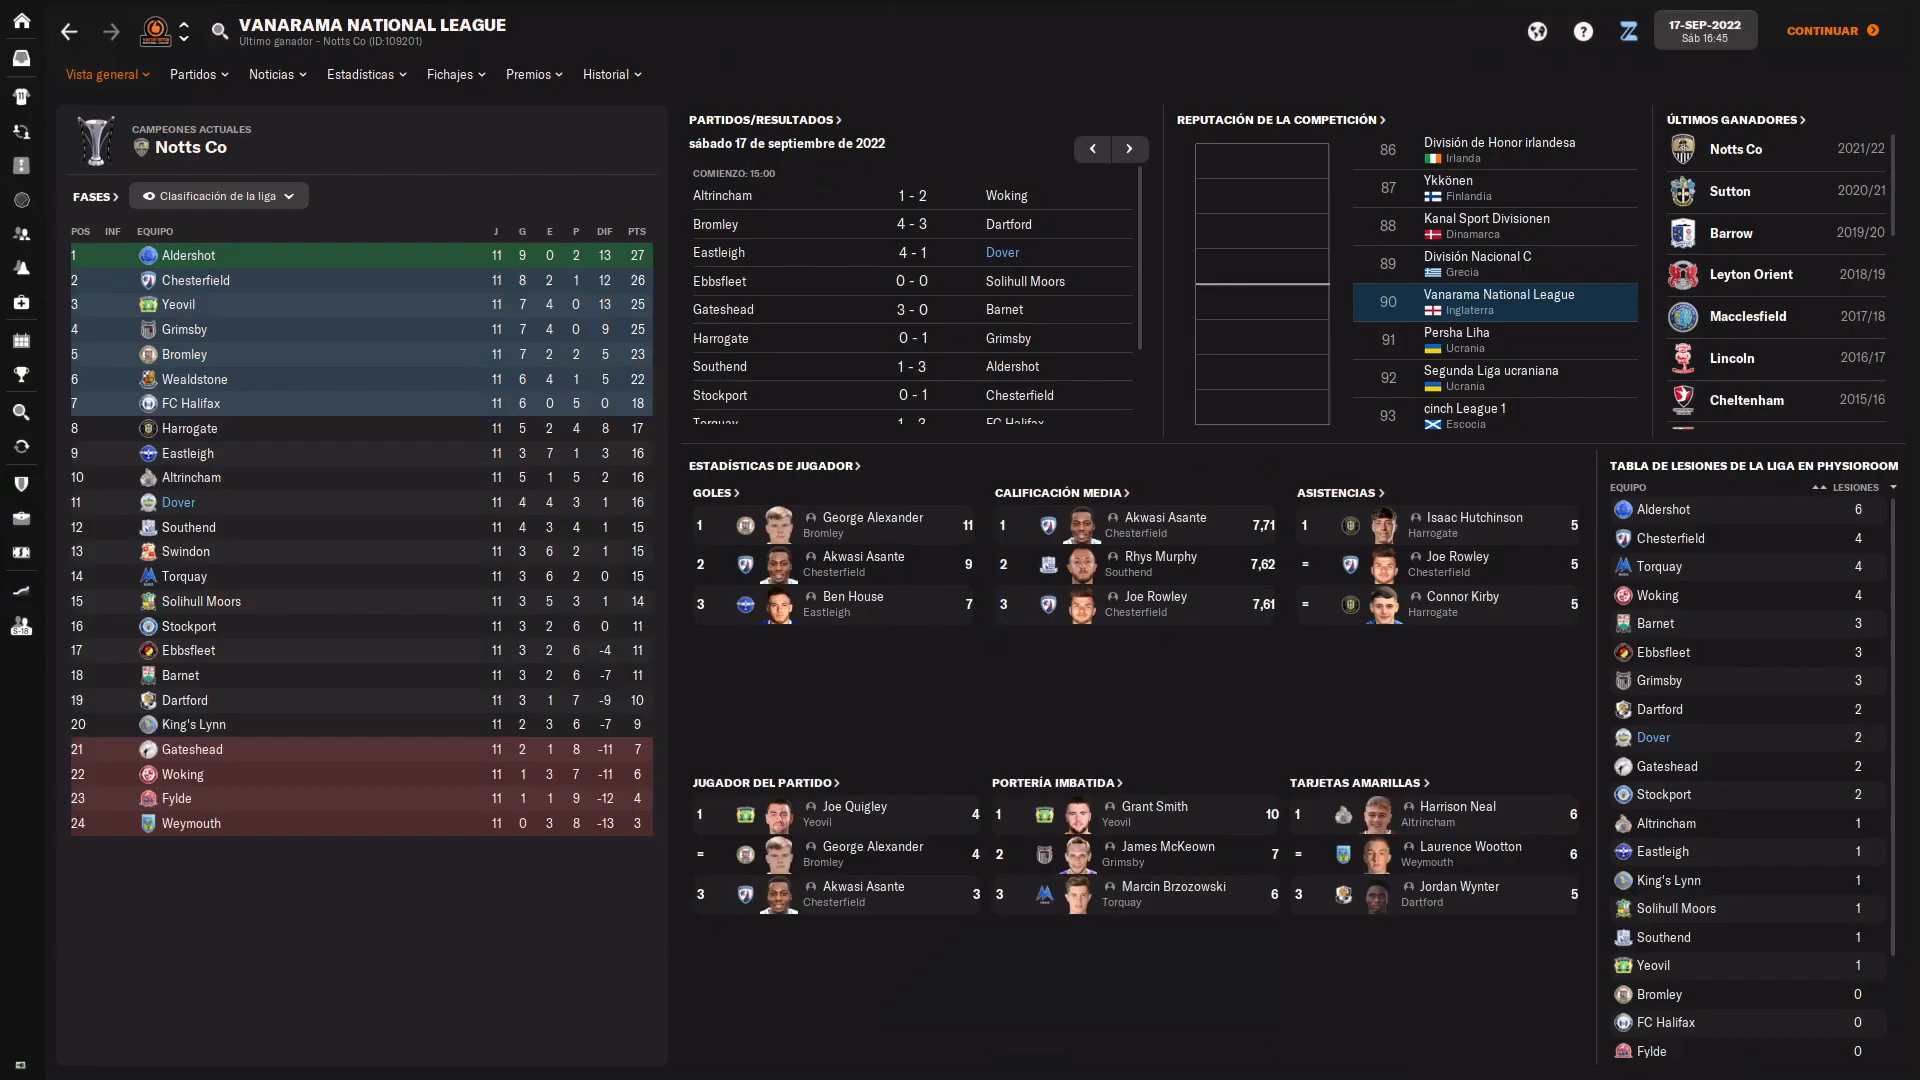 VANARAMA NATIONAL LEAGUE
Último ganador - Notts Co (ID:109201)
17-SEP-2022
Sáb 16:45
CONTINUAR
Vista general Partidos Noticias Estadísticas Fichajes Premios Historial
CAMPEONES ACTUALES
Notts Co
FASES Clasificación de la liga
POS INF EQUIPO J G E P DIF PTS
1 Aldershot 11 9 0 2 13 27
2 Chesterfield 11 8 2 1 12 26
3 Yeovil 11 7 4 0 13 25
4 Grimsby 11 7 4 0 9 25
5 Bromley 11 7 2 2 5 23
6 Wealdstone 11 6 4 1 5 22
7 FC Halifax 11 6 0 5 0 18
8 Harrogate 11 5 2 4 8 17
9 Eastleigh 11 3 7 1 3 16
10 Altrincham 11 5 1 5 2 16
11 Dover 11 4 4 3 1 16
12 Southend 11 4 3 4 1 15
13 Swindon 11 3 6 2 1 15
14 Torquay 11 3 6 2 0 15
15 Solihull Moors 11 3 5 3 1 14
16 Stockport 11 3 2 6 0 11
17 Ebbsfleet 11 3 2 6 -4 11
18 Barnet 11 3 2 6 -7 11
19 Dartford 11 3 1 7 -9 10
20 King's Lynn 11 2 3 6 -7 9
21 Gateshead 11 2 1 8 -11 7
22 Woking 11 1 3 7 -11 6
23 Fylde 11 1 1 9 -12 4
24 Weymouth 11 0 3 8 -13 3
PARTIDOS/RESULTADOS
sábado 17 de septiembre de 2022
COMIENZO: 15:00
Altrincham 1 - 2 Woking
Bromley 4 - 3 Dartford
Eastleigh 4 - 1 Dover
Ebbsfleet 0 - 0 Solihull Moors
Gateshead 3 - 0 Barnet
Harrogate 0 - 1 Grimsby
Southend 1 - 3 Aldershot
Stockport 0 - 1 Chesterfield
Torquay 1 - 3 FC Halifax
REPUTACIÓN DE LA COMPETICIÓN
86 División de Honor irlandesa
Irlanda
87 Ykkönen
Finlandia
88 Kanal Sport Divisionen
Dinamarca
89 División Nacional C
Grecia
90 Vanarama National League
Inglaterra
91 Persha Liha
Ucrania
92 Segunda Liga ucraniana
Ucrania
93 cinch League 1
Escocia
ÚLTIMOS GANADORES
Notts Co 2021/22
Sutton 2020/21
Barrow 2019/20
Leyton Orient 2018/19
Macclesfield 2017/18
Lincoln 2016/17
Cheltenham 2015/16
ESTADÍSTICAS DE JUGADOR
GOLES
1 George Alexander 11
Bromley
2 Akwasi Asante 9
Chesterfield
3 Ben House 7
Eastleigh
CALIFICACIÓN MEDIA
1 Akwasi Asante 7,71
Chesterfield
2 Rhys Murphy 7,62
Southend
3 Joe Rowley 7,61
Chesterfield
ASISTENCIAS
1 Isaac Hutchinson 5
Harrogate
= Joe Rowley 5
Chesterfield
= Connor Kirby 5
Harrogate
JUGADOR DEL PARTIDO
1 Joe Quigley 4
Yeovil
= George Alexander 4
Bromley
3 Akwasi Asante 3
Chesterfield
PORTERÍA IMBATIDA
1 Grant Smith 10
Yeovil
2 James McKeown 7
Grimsby
3 Marcin Brzozowski 6
Torquay
TARJETAS AMARILLAS
1 Harrison Neal 6
Altrincham
= Laurence Wootton 6
Weymouth
3 Jordan Wynter 5
Dartford
TABLA DE LESIONES DE LA LIGA EN PHYSIOROOM
EQUIPO LESIONES
Aldershot 6
Chesterfield 4
Torquay 4
Woking 4
Barnet 3
Ebbsfleet 3
Grimsby 3
Dartford 2
Dover 2
Gateshead 2
Stockport 2
Altrincham 1
Eastleigh 1
King's Lynn 1
Solihull Moors 1
Southend 1
Yeovil 1
Bromley 0
FC Halifax 0
Fylde 0
S-18